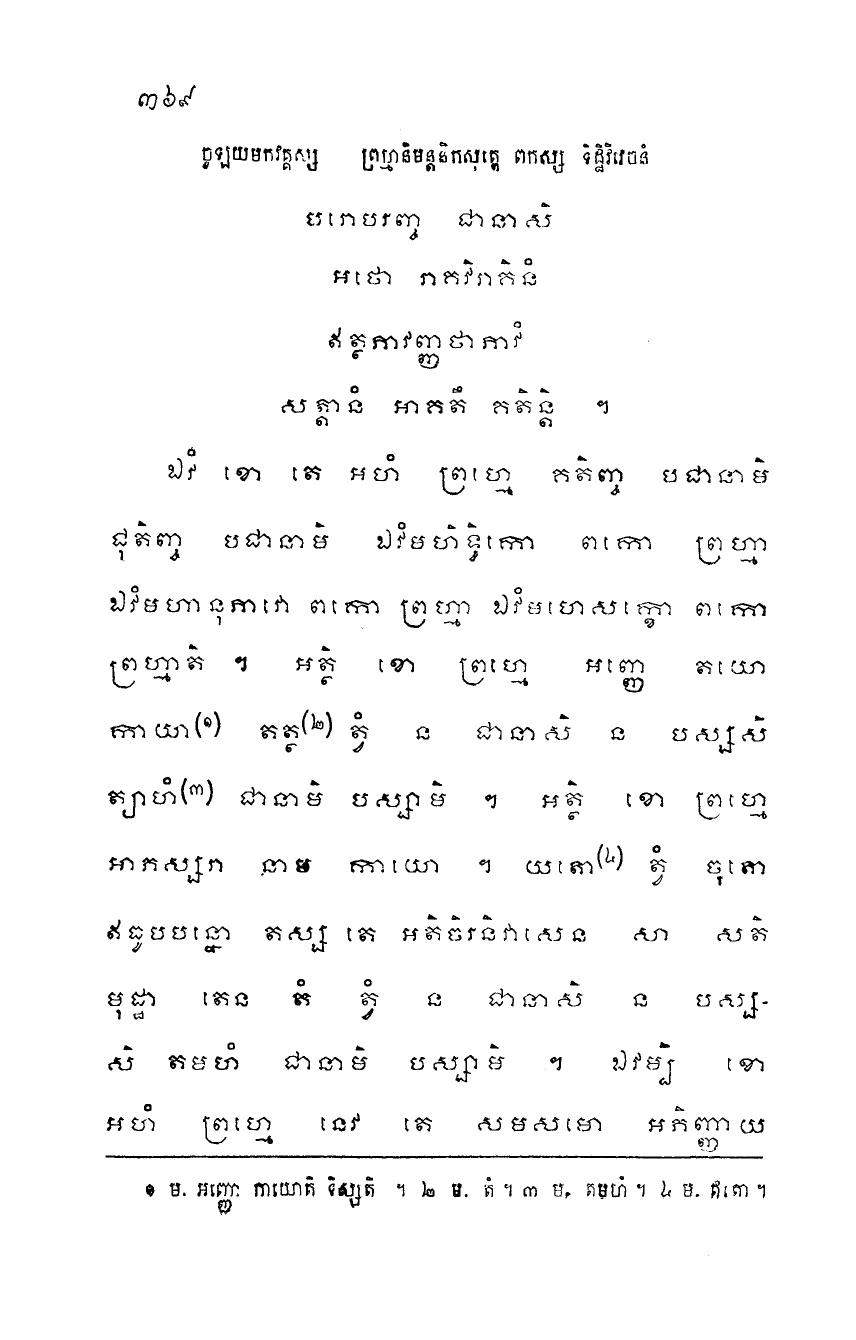 ៣៦៩
ចូឡយមកវគ្គស្ស ព្រហ្មនិមន្តនិកសុត្តេ ពកស្ស ទិដ្ឋិវិវេចនំ
បរោបរញ្ច ជានាសិ
អថោ រាគវិរាគិនំ
ឥត្ថភាវញ្ញថាភាវំ
សត្តានំ អាគតឹ គតិន្តិ ។
ឯវំ ខោ តេ អហំ ព្រហ្មេ គតិញ្ច បជានាមិ
ជុតិញ្ច បជានាមិ ឯវំមហិទ្ធិកោ ពកោ ព្រហ្មា
ឯវំមហានុភាវោ ពកោ ព្រហ្មា ឯវំមហេសក្ខោ ពកោ
ព្រហ្មាតិ ។ អត្ថិ ខោ ព្រហ្មេ អញ្ញេ តយោ
កាយា(១) តត្ថ(២) ត្វំ ន ជានាសិ ន បស្សសិ
ត្យាហំ(៣) ជានាមិ បស្សាមិ ។ អត្ថិ ខោ ព្រហ្មេ
អាភស្សរា នាម កាយោ ។ យតោ(៤) ត្វំ ចុតោ
ឥធូបបន្នោ តស្ស តេ អតិចិរនិវាសេន សា សតិ
មុដ្ឋា តេន តំ ត្វំ ន ជានាសិ ន បស្ស-
សិ តមហំ ជានាមិ បស្សាមិ ។ ឯវម្បិ ខោ
អហំ ព្រហ្មេ នេវ តេ សមសមោ អភិញ្ញាយ
១ ម. អញ្ញោ កាយោតិ ទិស្សតិ ។ ២ ម. តំ ។ ៣ ម. តមហំ ។ ៤ ម. ឥតោ ។